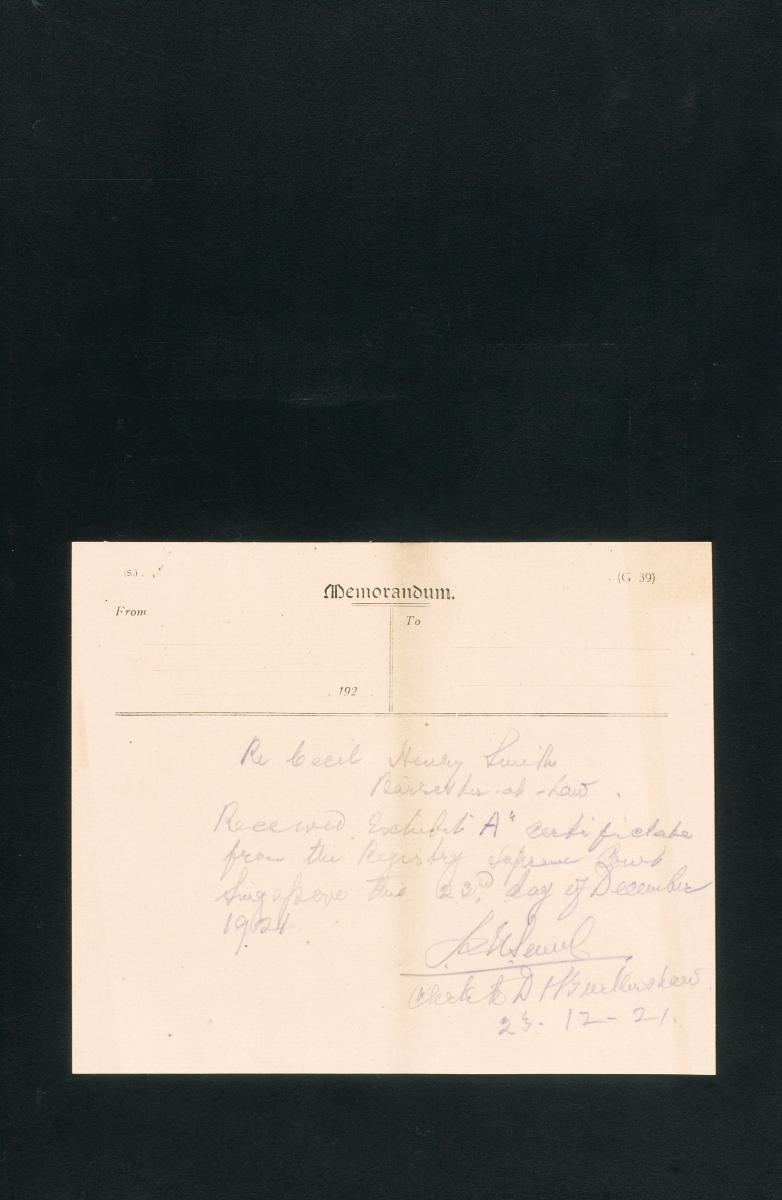 (S.)
(G 39)
Memorandum.
From
To
192
Re Cecil Henry Smith
Barrister-at-Law.
Received Exhibit "A" certificate
from the Registry Supreme Court
Singapore this 23rd day of December
1921
Clerk to D
23-12-21.